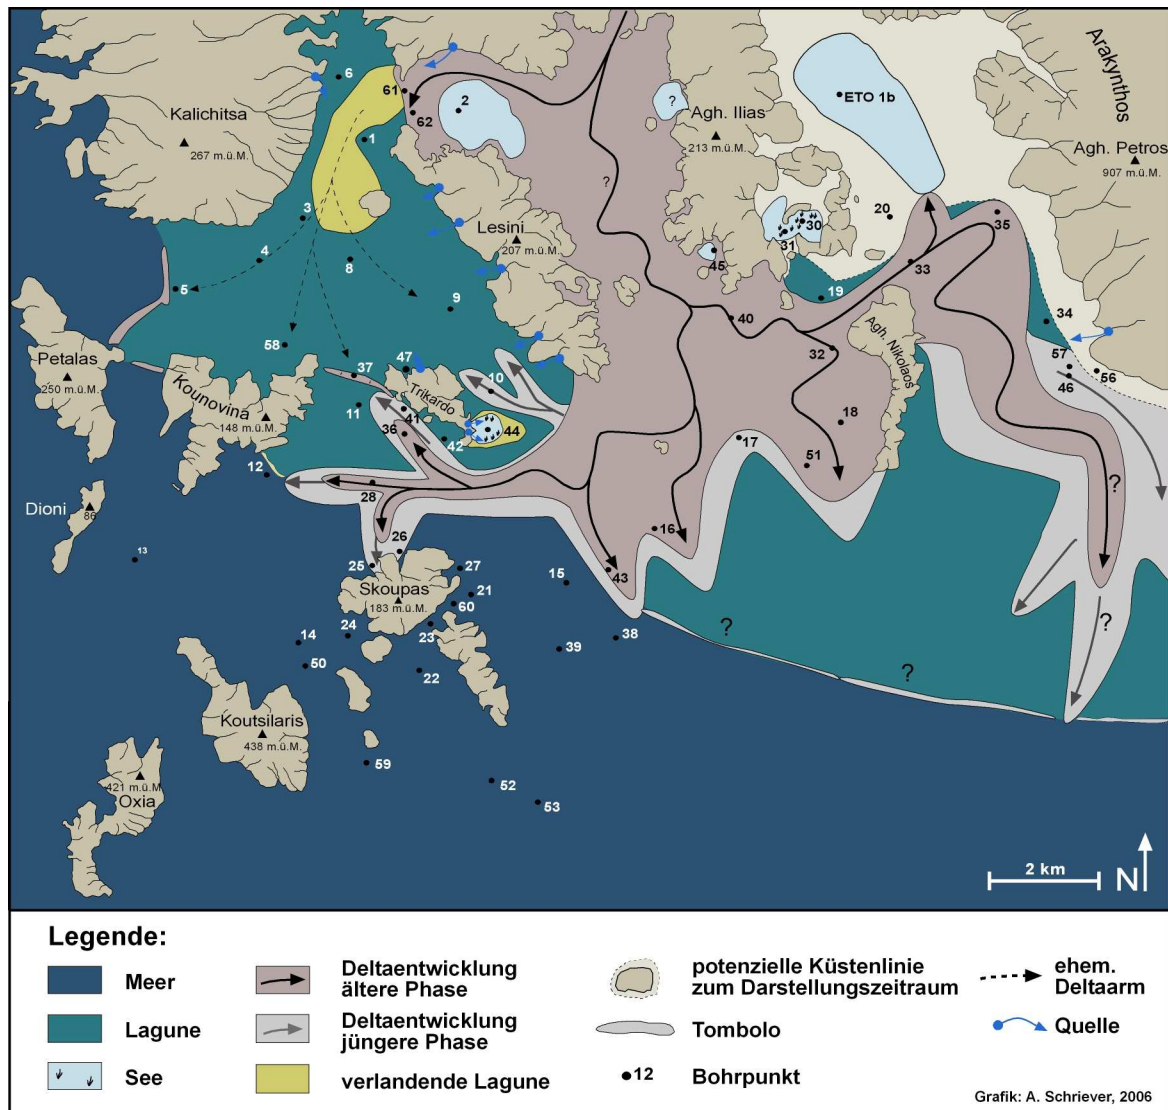 6
61
62
2
ETO 1b
?
Arakynthos
Kalichitsa
267 m.ü.M.
1
Agh. Ilias
213 m.ü.M.
Agh. Petros
907 m.ü.M.
?
3
Lesini
207 m.ü.M.
30
31
20
35
4
8
45
33
5
9
19
34
40
58
32
Agh. Nikolaos
57
46
56
Petalas
250 m.ü.M.
Kounovina
148 m.ü.M.
37
47
Trikardo
10
11
41
36
42
44
18
17
51
12
28
?
Dioni
86
26
16
13
25
27
43
Skoupas
183 m.ü.M.
21
15
60
24
23
14
38
?
?
39
50
22
?
Koutsilaris
438 m.ü.M.
59
421 m.ü.M
Oxia
52
53
2 km
N
Legende:
Meer
Lagune
See
Deltaentwicklung
ältere Phase
Deltaentwicklung
jüngere Phase
verlandende Lagune
potenzielle Küstenlinie
zum Darstellungszeitraum
Tombolo
12
Bohrpunkt
ehem.
Deltaarm
Quelle
Grafik: A. Schriever, 2006